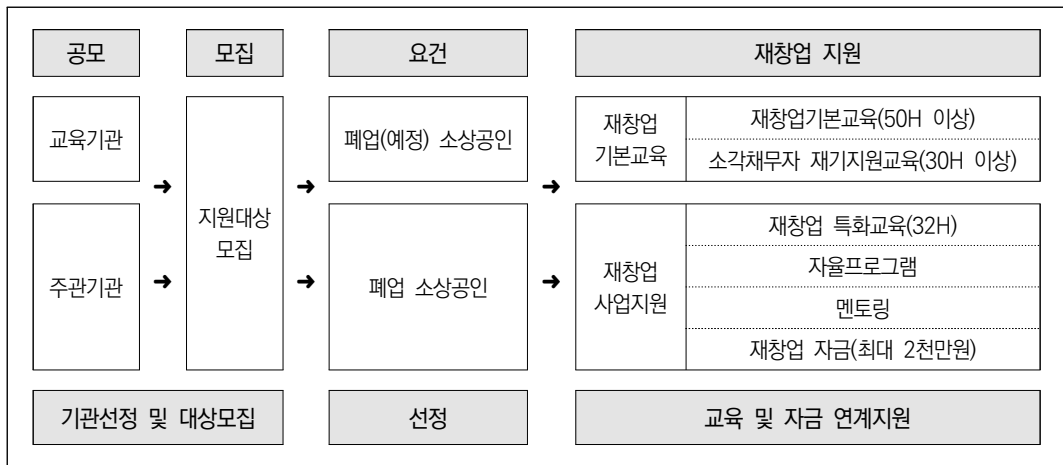 공모
모집
요건
재창업 지원
교육기관
주관기관
➜
➜
지원대상
모집
➜
➜
폐업(예정) 소상공인
폐업 소상공인
➜
➜
재창업
기본교육
재창업기본교육(50H 이상)
소각채무자 재기지원교육(30H 이상)
재창업
사업지원
재창업 특화교육(32H)
자율프로그램
멘토링
재창업 자금(최대 2천만원)
기관선정 및 대상모집
선정
교육 및 자금 연계지원